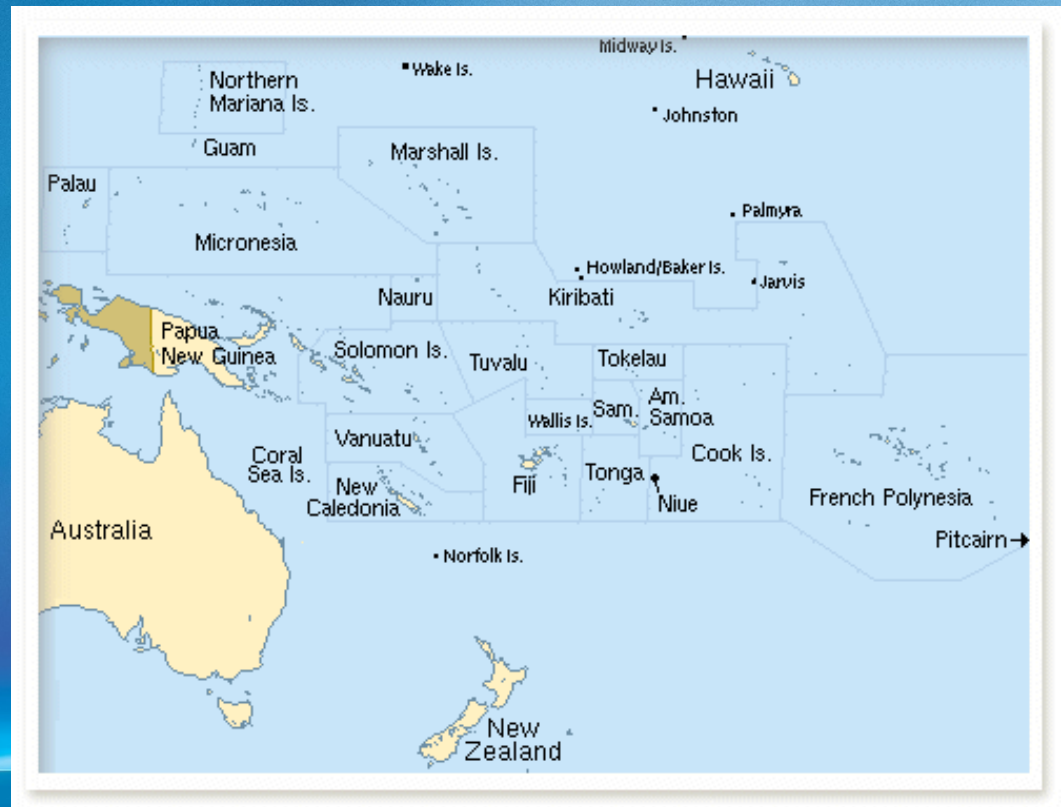 Midway Is.
Wake Is.
Hawaii
Northern
Mariana Is.
Johnston
Guam
Marshall Is.
Palau
Palmyra
Micronesia
Howland/Baker Is.
Jarvis
Nauru
Kiribati
Papua
New Guinea
Solomon Is.
Tuvalu
Tokelau
Am.
Samoa
Sam.
Wallis Is.
Vanuatu
Coral
Sea Is.
Cook Is.
Fiji
Tonga
New
Caledonia
Niue
French Polynesia
Australia
Pitcairn
Norfolk Is.
New
Zealand